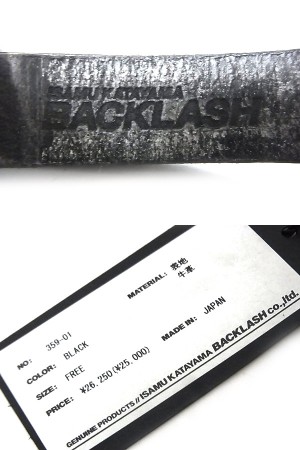 ISAMU KATAYAMA
BACKLASH
NO: 359-01
COLOR: BLACK
SIZE: FREE
PRICE: ¥26,250(¥25,000)
MATERIAL: 表地
牛革
MADE IN: JAPAN
GENUINE PRODUCTS // ISAMU KATAYAMA BACKLASH co.,ltd.